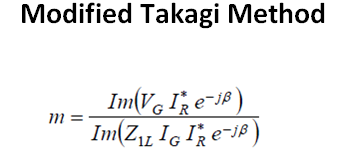 Modified Takagi Method
m = Im(V_G I_R^* e^{-jβ}) / Im(Z_{1L} I_G I_R^* e^{-jβ})